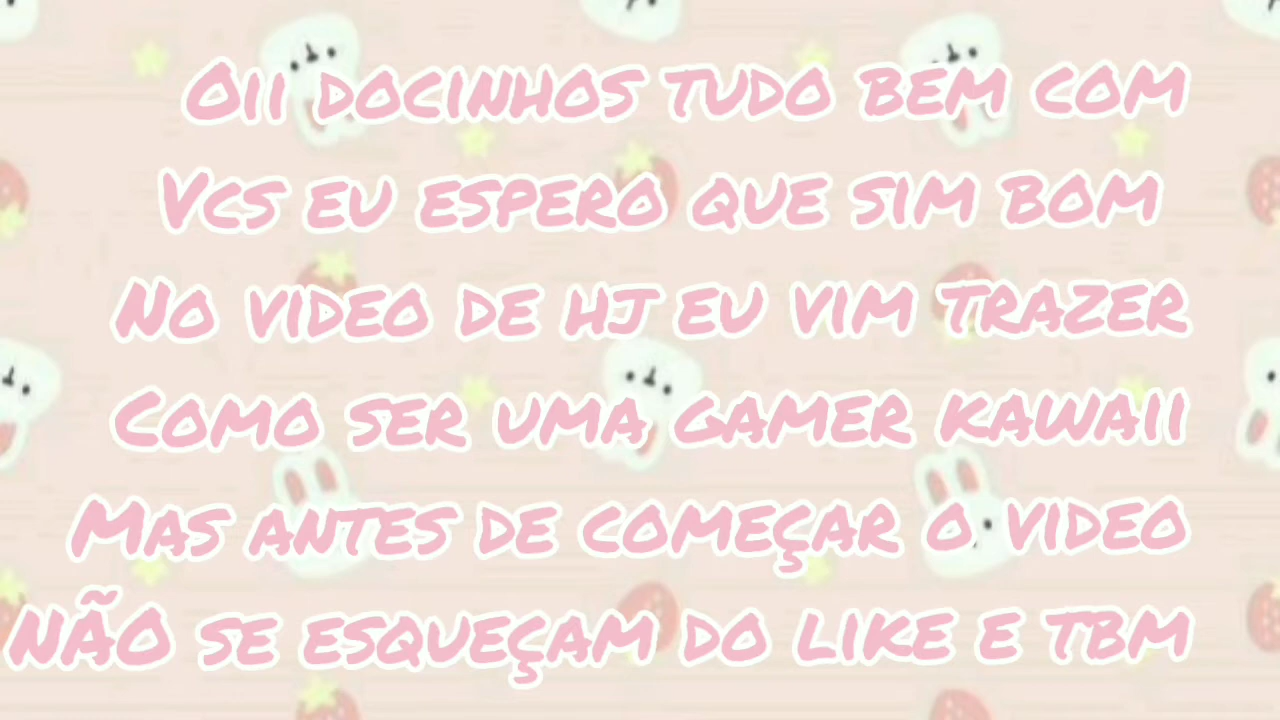 Oii docinhos tudo bem com
Vcs eu espero que sim bom
No video de hj eu vim trazer
Como ser uma gamer kawaii
Mas antes de começar o video
NÃO se esqueçam do like e tbm